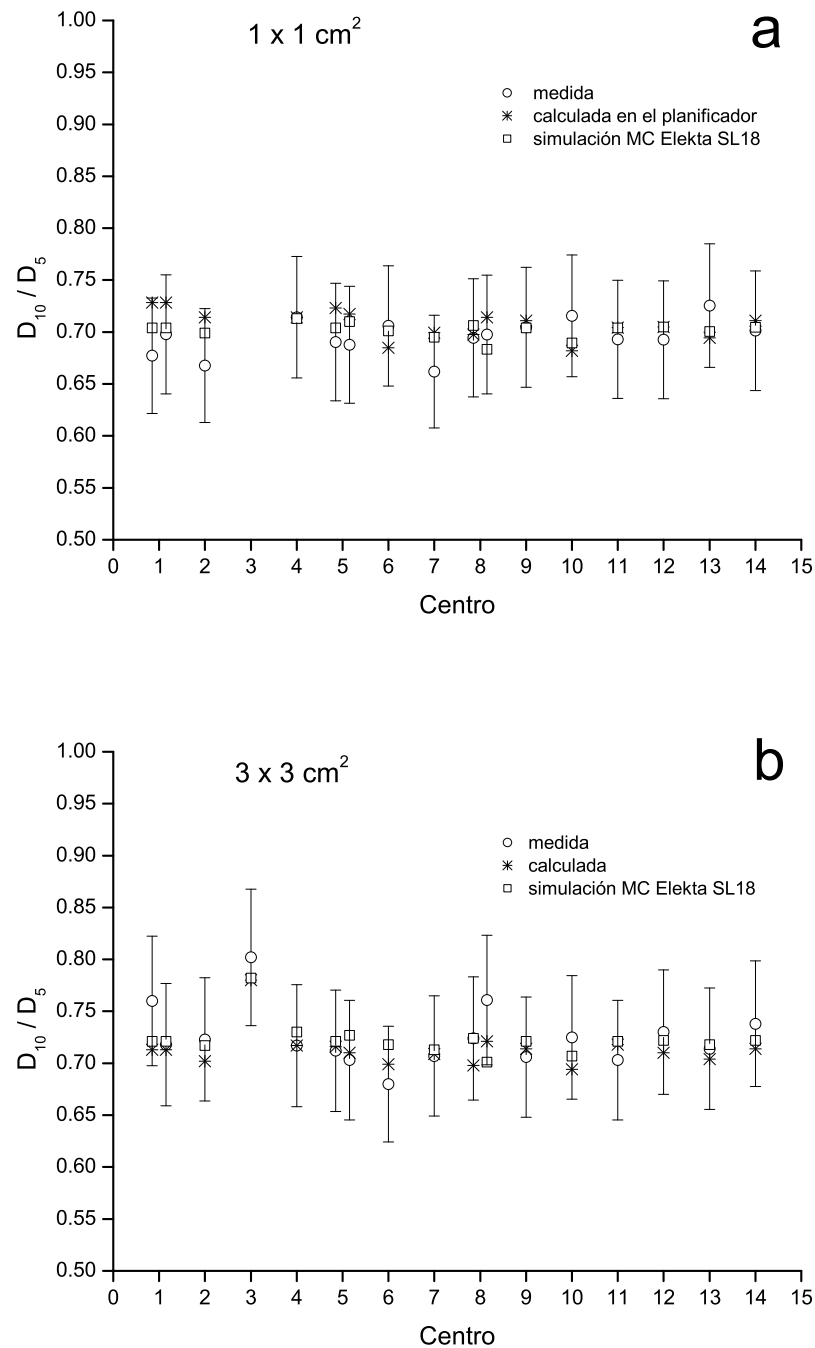 1 x 1 cm²
a
medida
calculada en el planificador
simulación MC Elekta SL18
1.00
0.95
0.90
0.85
0.80
0.75
0.70
0.65
0.60
0.55
0.50
D₁₀ / D₅
0 1 2 3 4 5 6 7 8 9 10 11 12 13 14 15
Centro
3 x 3 cm²
b
medida
calculada
simulación MC Elekta SL18
1.00
0.95
0.90
0.85
0.80
0.75
0.70
0.65
0.60
0.55
0.50
D₁₀ / D₅
0 1 2 3 4 5 6 7 8 9 10 11 12 13 14 15
Centro